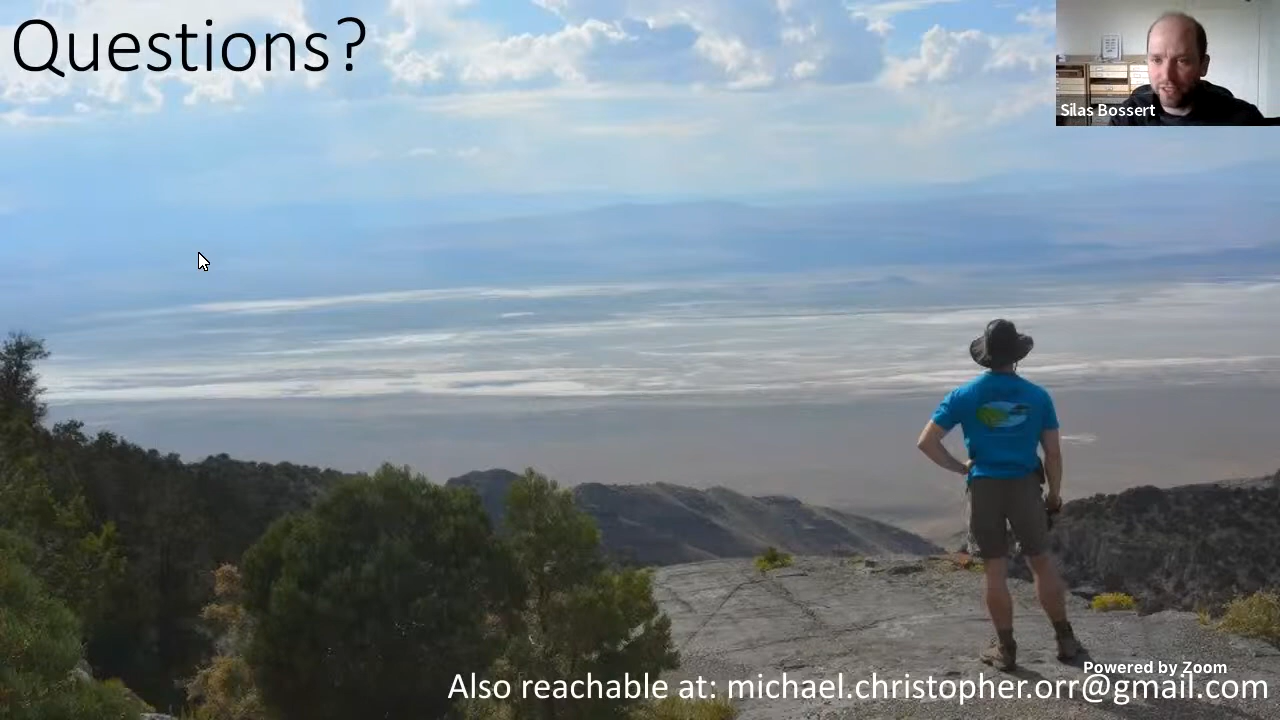 Questions?
Silas Bossert
Powered by Zoom
Also reachable at: michael.christopher.orr@gmail.com